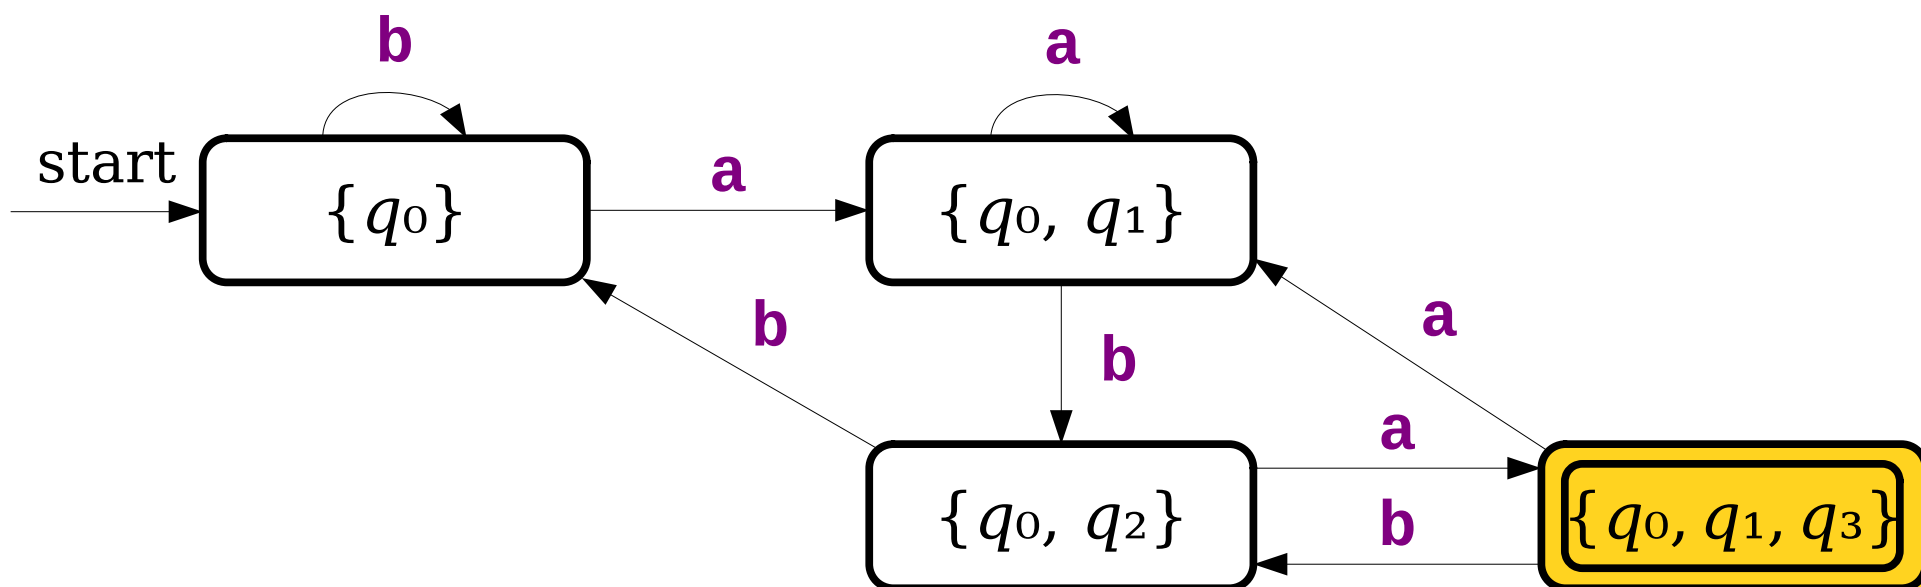 b
a
start
a
{q₀}
{q₀, q₁}
b
a
b
a
{q₀, q₂}
{q₀, q₁, q₃}
b